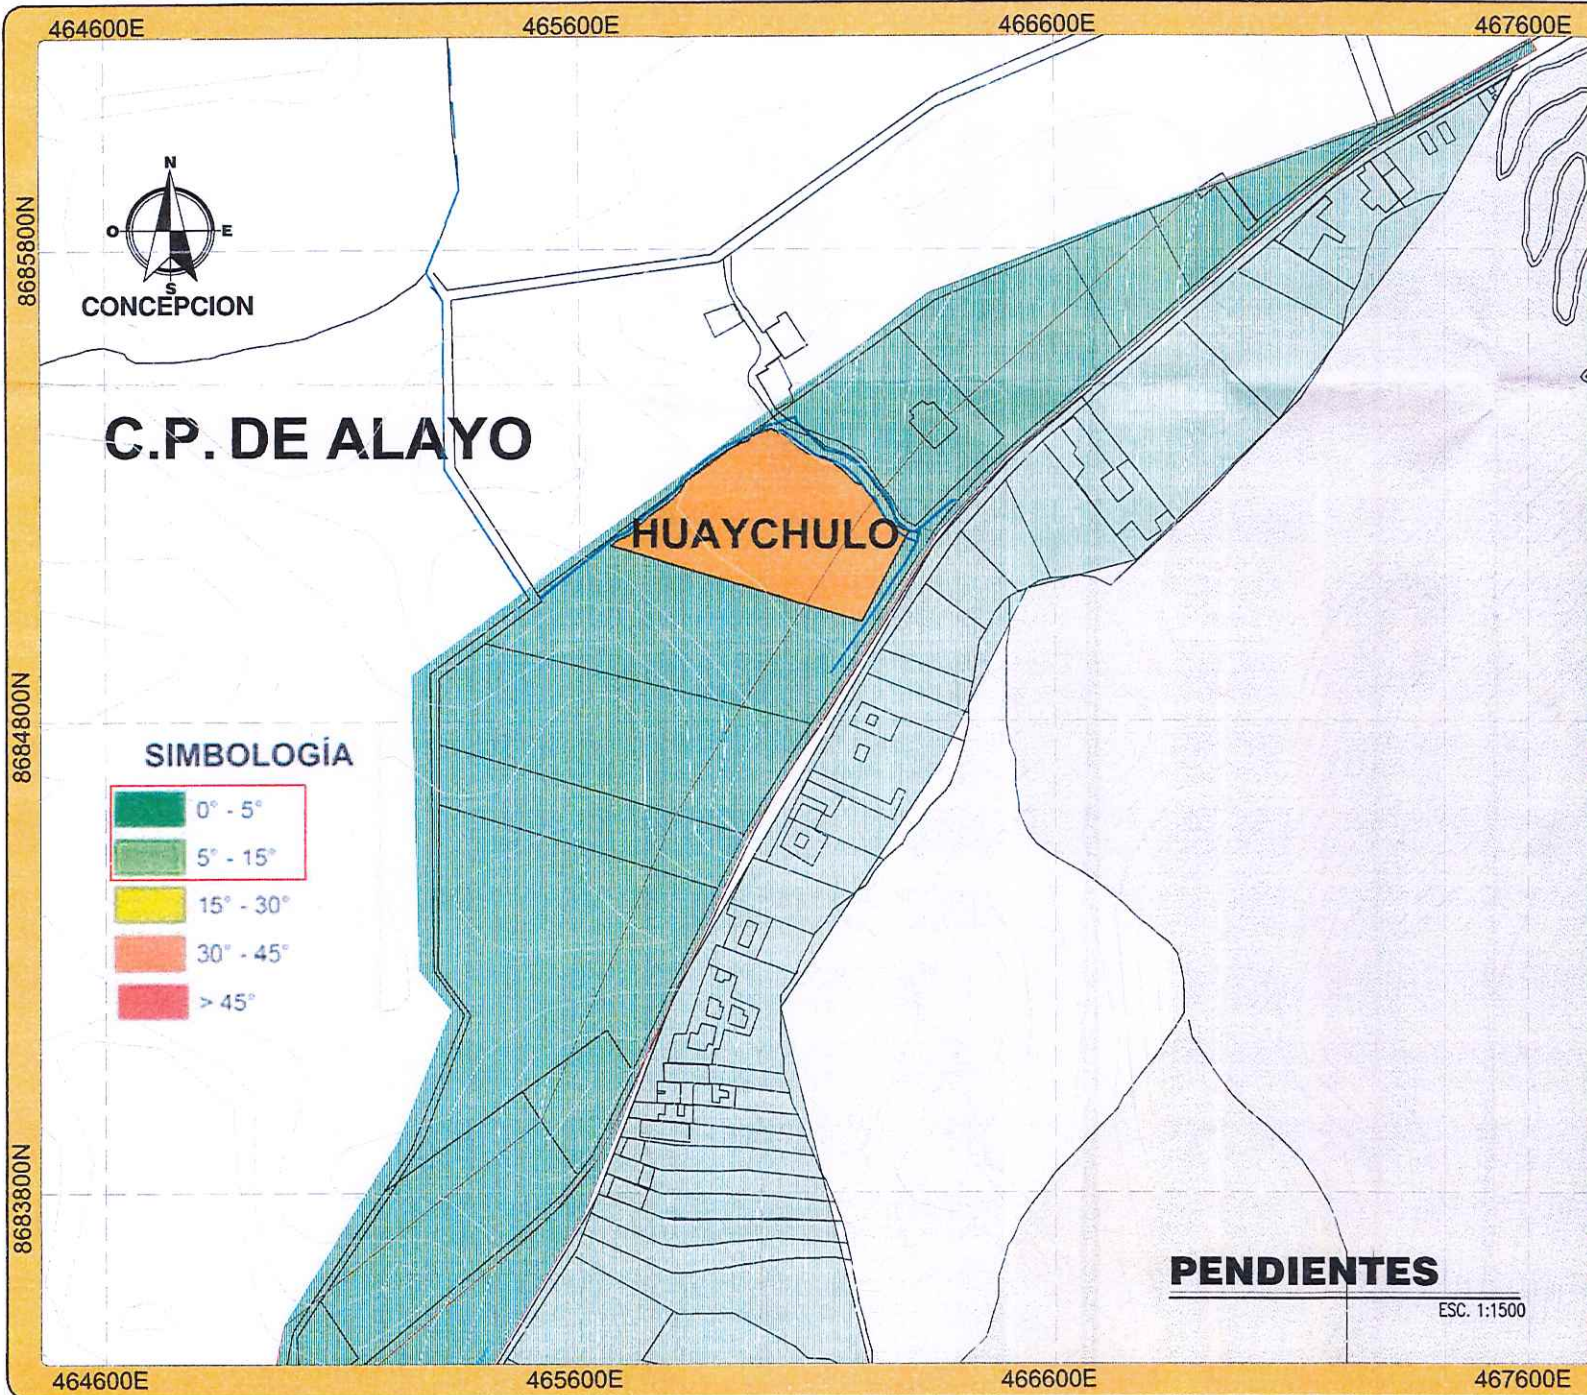 464600E 465600E 466600E 467600E
8685800N
N
O E
S
CONCEPCION
C.P. DE ALAYO
HUAYCHULO
8684800N
SIMBOLOGÍA
0° - 5°
5° - 15°
15° - 30°
30° - 45°
> 45°
8683800N
PENDIENTES
ESC. 1:1500
464600E 465600E 466600E 467600E